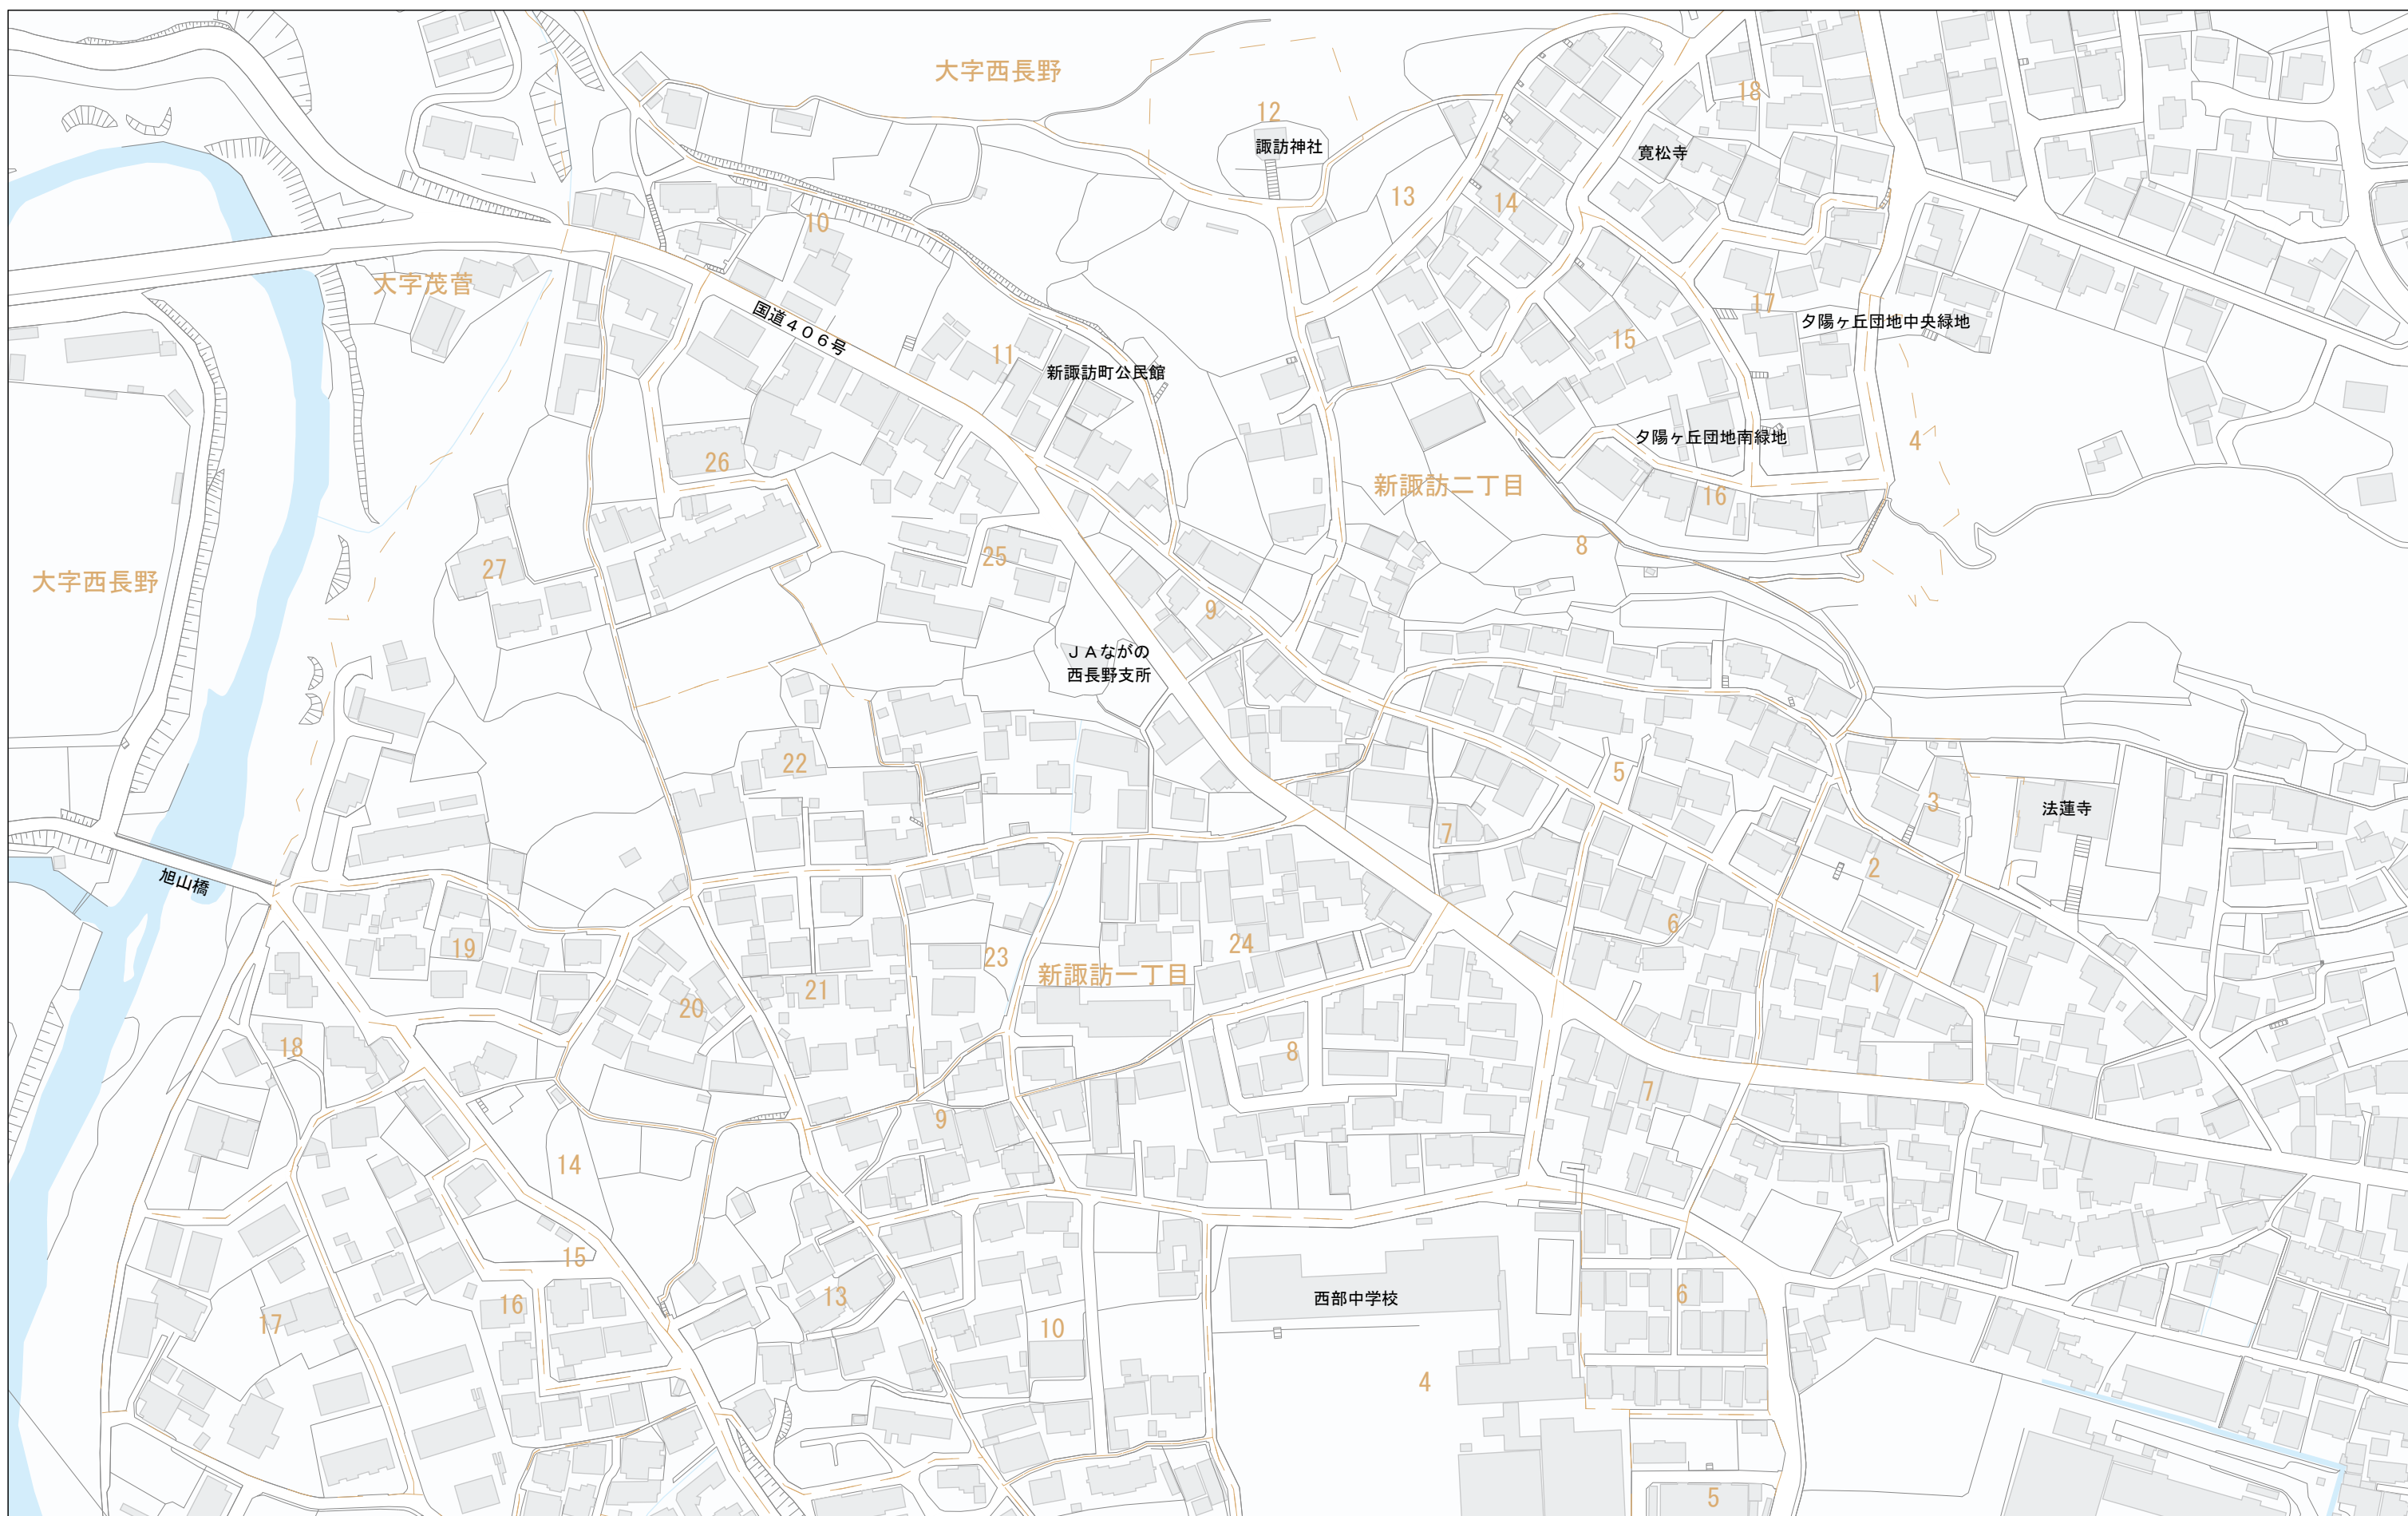 大字西長野
12
諏訪神社
18
寛松寺
13
14
10
大字茂菅
国道４０６号
17
夕陽ヶ丘団地中央緑地
15
11
新諏訪町公民館
夕陽ヶ丘団地南緑地
4
26
新諏訪二丁目
16
8
25
27
大字西長野
9
ＪＡながの
西長野支所
22
5
3
法蓮寺
7
2
旭山橋
6
19
24
23
新諏訪一丁目
21
1
20
18
8
7
9
14
15
13
16
17
10
西部中学校
6
4
5